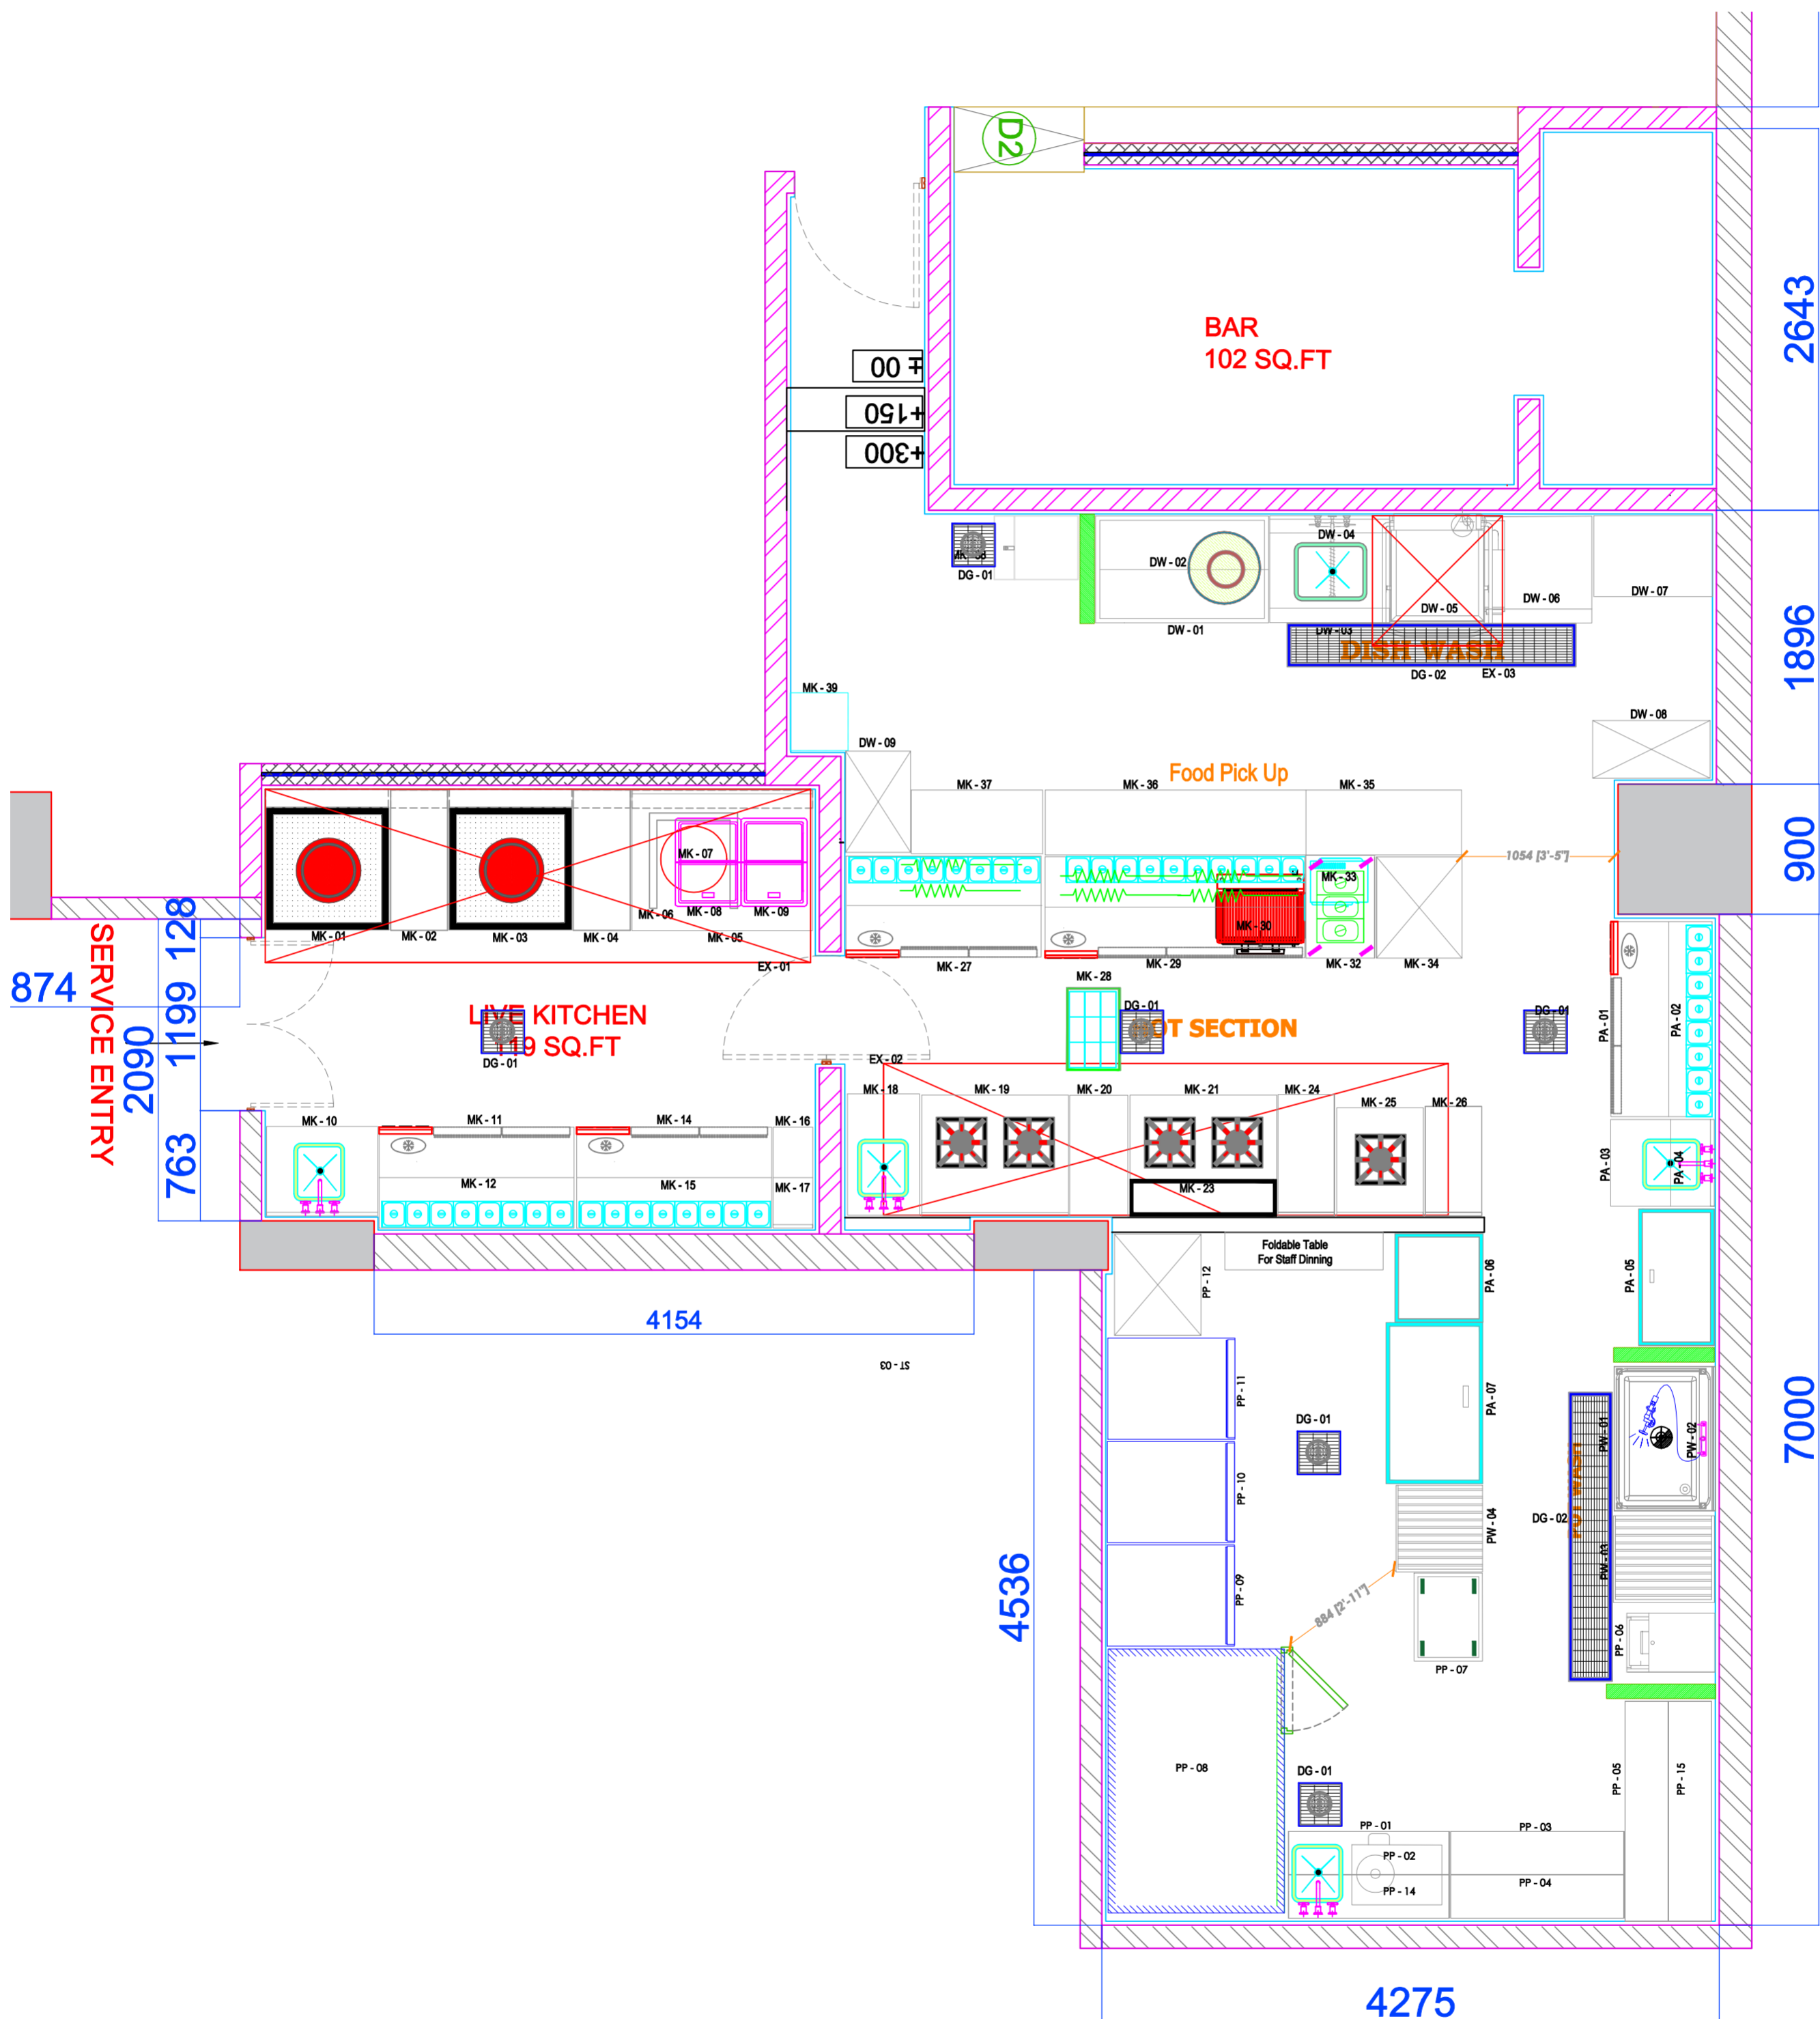 D2
2643
BAR
102 SQ.FT
± 00
+150
+300
DW - 04
DW - 02
DG - 01
DW - 05
DW - 06
DW - 07
DW - 01
DW - 03
DISH WASH
DG - 02
EX - 03
1896
MK - 39
DW - 08
DW - 09
Food Pick Up
MK - 37
MK - 36
MK - 35
900
1054 [3'-5"]
MK - 07
MK - 33
MK - 06
MK - 08
MK - 09
MK - 30
MK - 01
MK - 02
MK - 03
MK - 04
MK - 05
EX - 01
MK - 27
MK - 29
MK - 32
MK - 34
MK - 28
128
SERVICE ENTRY
874
1199
2090
763
LIVE KITCHEN
119 SQ.FT
DG - 01
DG - 01
HOT SECTION
DG - 01
PA - 01
PA - 02
EX - 02
MK - 18
MK - 19
MK - 20
MK - 21
MK - 24
MK - 25
MK - 26
MK - 10
MK - 11
MK - 14
MK - 16
MK - 12
MK - 15
MK - 17
MK - 23
PA - 03
PA - 04
Foldable Table
For Staff Dinning
PP - 12
PA - 06
PA - 05
4154
ST - 03
PP - 11
PA - 07
7000
DG - 01
PW - 01
PW - 02
PP - 10
PW - 04
DG - 02
PW - 03
4536
PP - 09
884 [2'-11"]
PP - 06
PP - 07
PP - 08
DG - 01
PP - 05
PP - 15
PP - 01
PP - 03
PP - 02
PP - 14
PP - 04
4275